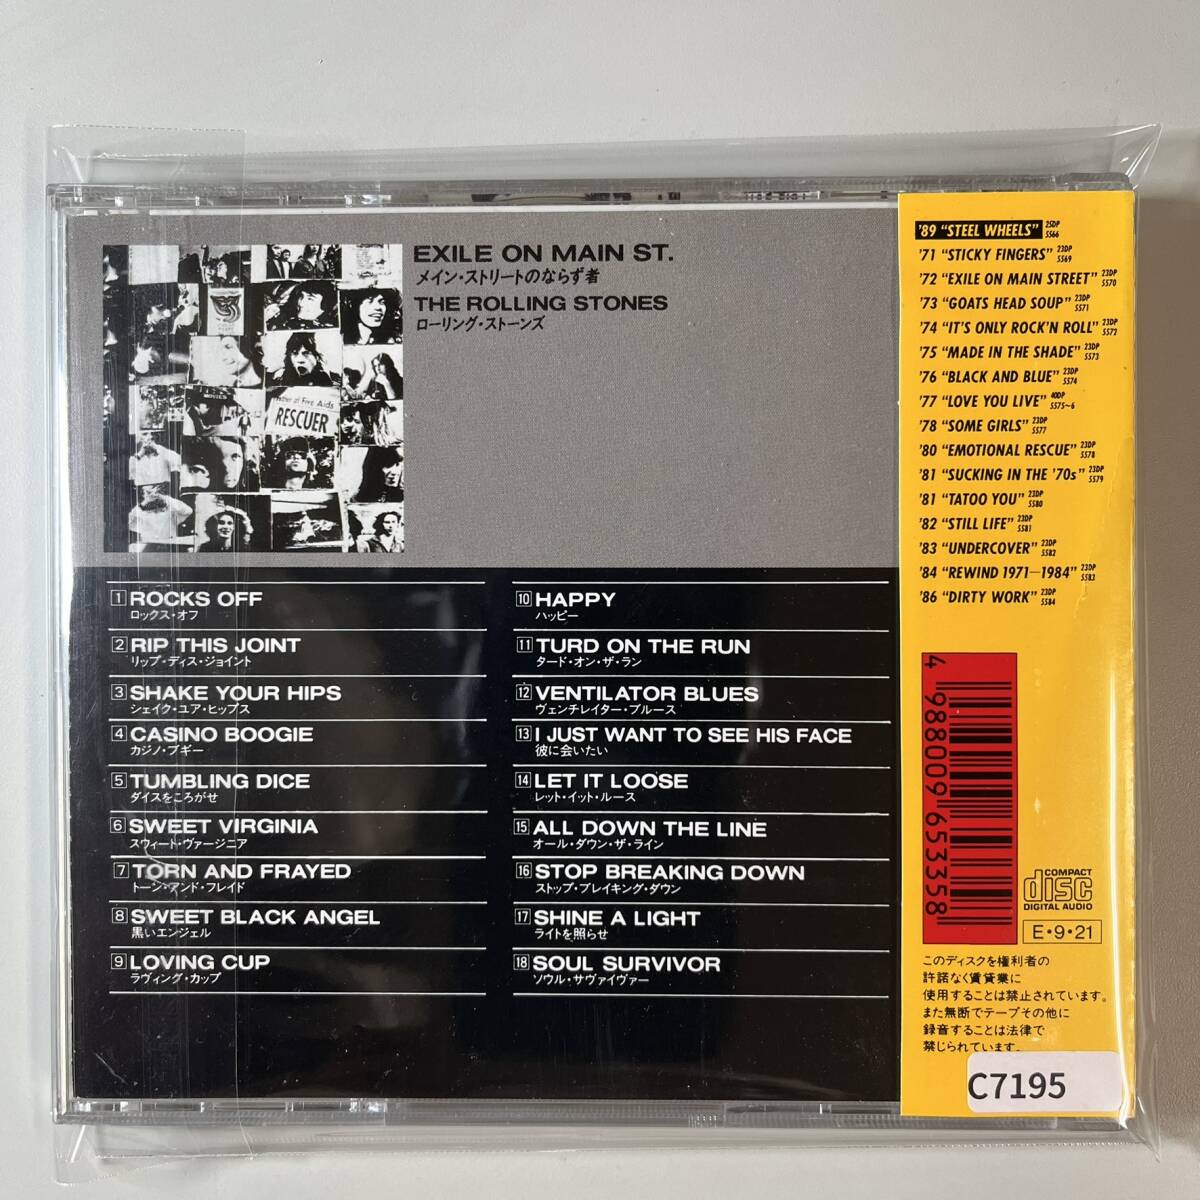 EXILE ON MAIN ST.
メイン・ストリートのならず者
THE ROLLING STONES
ローリング・ストーンズ
RESCUER
1 ROCKS OFF
ロックス・オフ
2 RIP THIS JOINT
リップ・ディス・ジョイント
3 SHAKE YOUR HIPS
シェイク・ユア・ヒップス
4 CASINO BOOGIE
カジノ・ブギー
5 TUMBLING DICE
ダイスをころがせ
6 SWEET VIRGINIA
スウィート・ヴァージニア
7 TORN AND FRAYED
トーン・アンド・フレイド
8 SWEET BLACK ANGEL
黒いエンジェル
9 LOVING CUP
ラヴィング・カップ
10 HAPPY
ハッピー
11 TURD ON THE RUN
タード・オン・ザ・ラン
12 VENTILATOR BLUES
ヴェンチレイター・ブルース
13 I JUST WANT TO SEE HIS FACE
彼に会いたい
14 LET IT LOOSE
レット・イット・ルース
15 ALL DOWN THE LINE
オール・ダウン・ザ・ライン
16 STOP BREAKING DOWN
ストップ・ブレイキング・ダウン
17 SHINE A LIGHT
ライトを照らせ
18 SOUL SURVIVOR
ソウル・サヴァイヴァー
'89 "STEEL WHEELS" 25DP 5566
'71 "STICKY FINGERS" 23DP 5569
'72 "EXILE ON MAIN STREET" 23DP 5570
'73 "GOATS HEAD SOUP" 23DP 5571
'74 "IT'S ONLY ROCK'N ROLL" 23DP 5572
'75 "MADE IN THE SHADE" 23DP 5573
'76 "BLACK AND BLUE" 23DP 5574
'77 "LOVE YOU LIVE" 40DP 5575~6
'78 "SOME GIRLS" 23DP 5577
'80 "EMOTIONAL RESCUE" 23DP 5578
'81 "SUCKING IN THE '70s" 23DP 5579
'81 "TATOO YOU" 23DP 5580
'82 "STILL LIFE" 23DP 5581
'83 "UNDERCOVER" 23DP 5582
'84 "REWIND 1971—1984" 23DP 5583
'86 "DIRTY WORK" 23DP 5584
4 988009 653358
COMPACT
disc
DIGITAL AUDIO
E・9・21
このディスクを権利者の
許諾なく賃貸業に
使用することは禁止されています。
また無断でテープその他に
録音することは法律で
禁じられています。
C7195